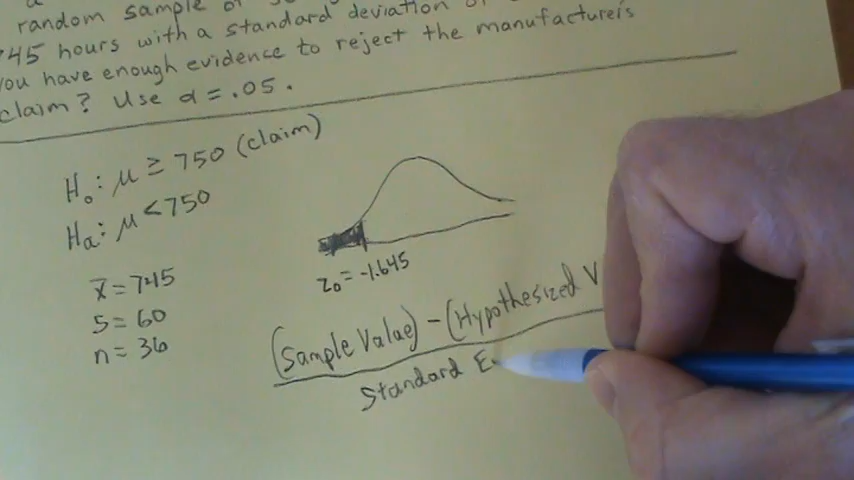 random sample of
745 hours with a standard deviation of
you have enough evidence to reject the manufacturer's
claim? Use α = .05.
H₀: μ ≥ 750 (claim)
Hₐ: μ < 750
x̄ = 745
s = 60
n = 36
z₀ = -1.645
(Sample Value) - (Hypothesized V
Standard E